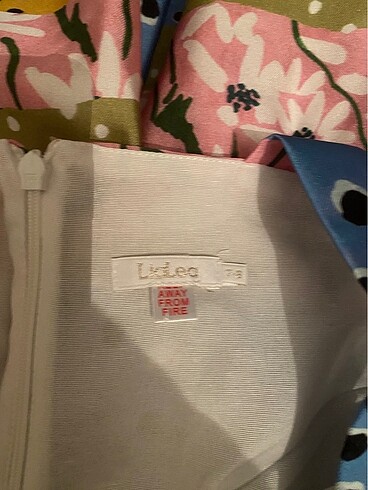 LiaLea
7-8
AWAY
FROM
FIRE